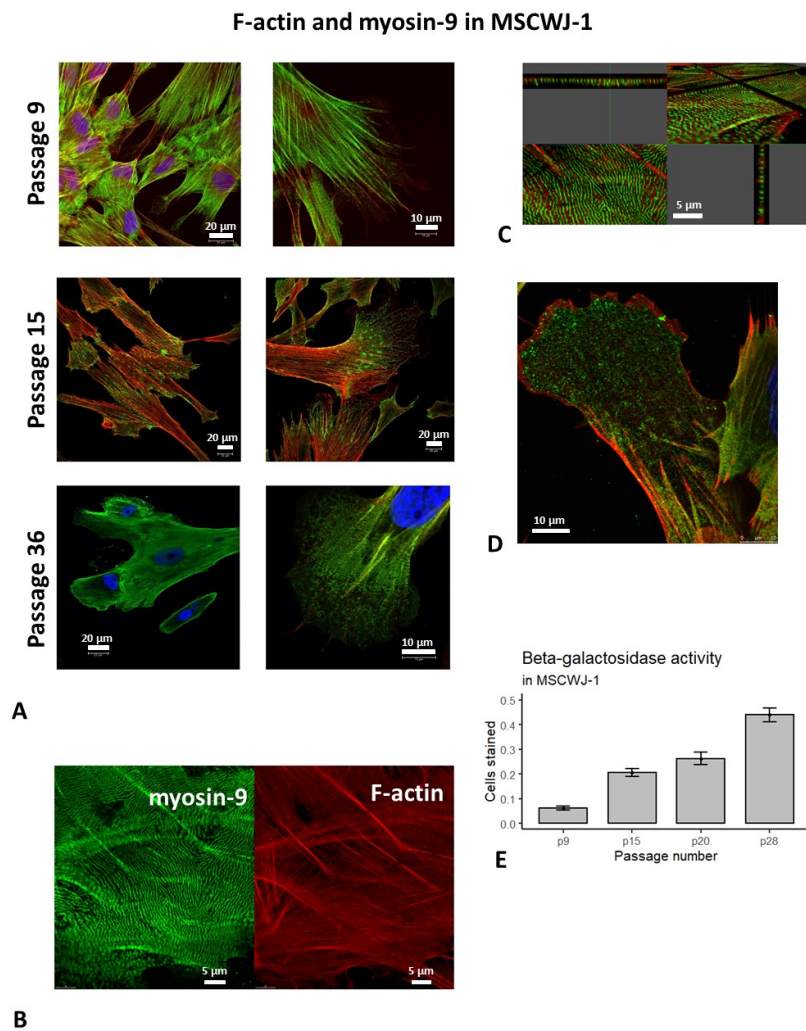 F-actin and myosin-9 in MSCWJ-1
Passage 9
20 µm
10 µm
Passage 15
20 µm
20 µm
Passage 36
20 µm
10 µm
A
myosin-9
F-actin
5 µm
5 µm
B
5 µm
C
10 µm
D
Beta-galactosidase activity
in MSCWJ-1
Cells stained
0.5
0.4
0.3
0.2
0.1
0.0
p9
p15
p20
p28
Passage number
E